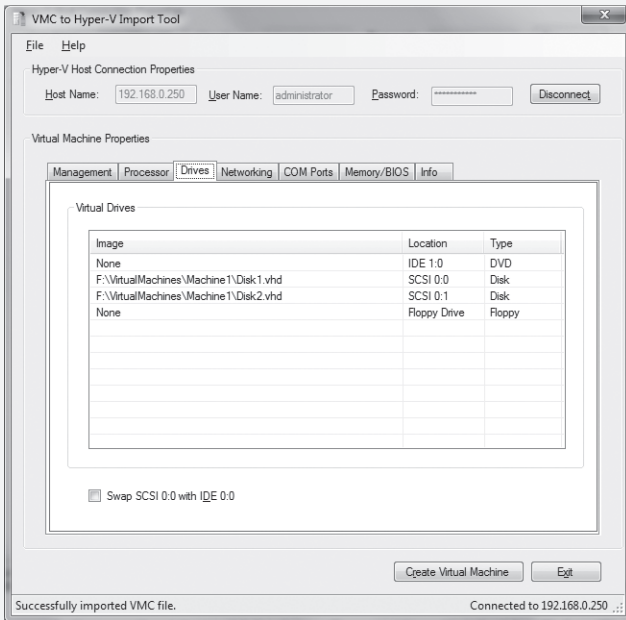 VMC to Hyper-V Import Tool
File Help
Hyper-V Host Connection Properties
Host Name: 192.168.0.250 User Name: administrator Password: *********** Disconnect
Virtual Machine Properties
Management Processor Drives Networking COM Ports Memory/BIOS Info
Virtual Drives
Image Location Type
None IDE 1:0 DVD
F:\VirtualMachines\Machine1\Disk1.vhd SCSI 0:0 Disk
F:\VirtualMachines\Machine1\Disk2.vhd SCSI 0:1 Disk
None Floppy Drive Floppy
Swap SCSI 0:0 with IDE 0:0
Create Virtual Machine Exit
Successfully imported VMC file. Connected to 192.168.0.250